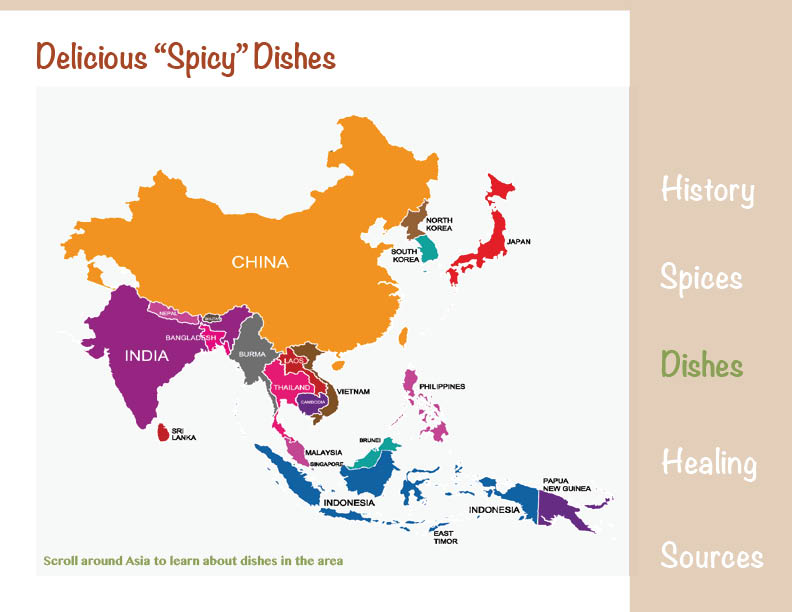 Delicious “Spicy” Dishes
History
Spices
Dishes
Healing
Sources
CHINA
NORTH
KOREA
SOUTH
KOREA
JAPAN
NEPAL
BHUTAN
BANGLADESH
INDIA
BURMA
LAOS
THAILAND
CAMBODIA
VIETNAM
PHILIPPINES
SRI
LANKA
BRUNEI
MALAYSIA
SINGAPORE
INDONESIA
PAPUA
NEW GUINEA
INDONESIA
EAST
TIMOR
Scroll around Asia to learn about dishes in the area